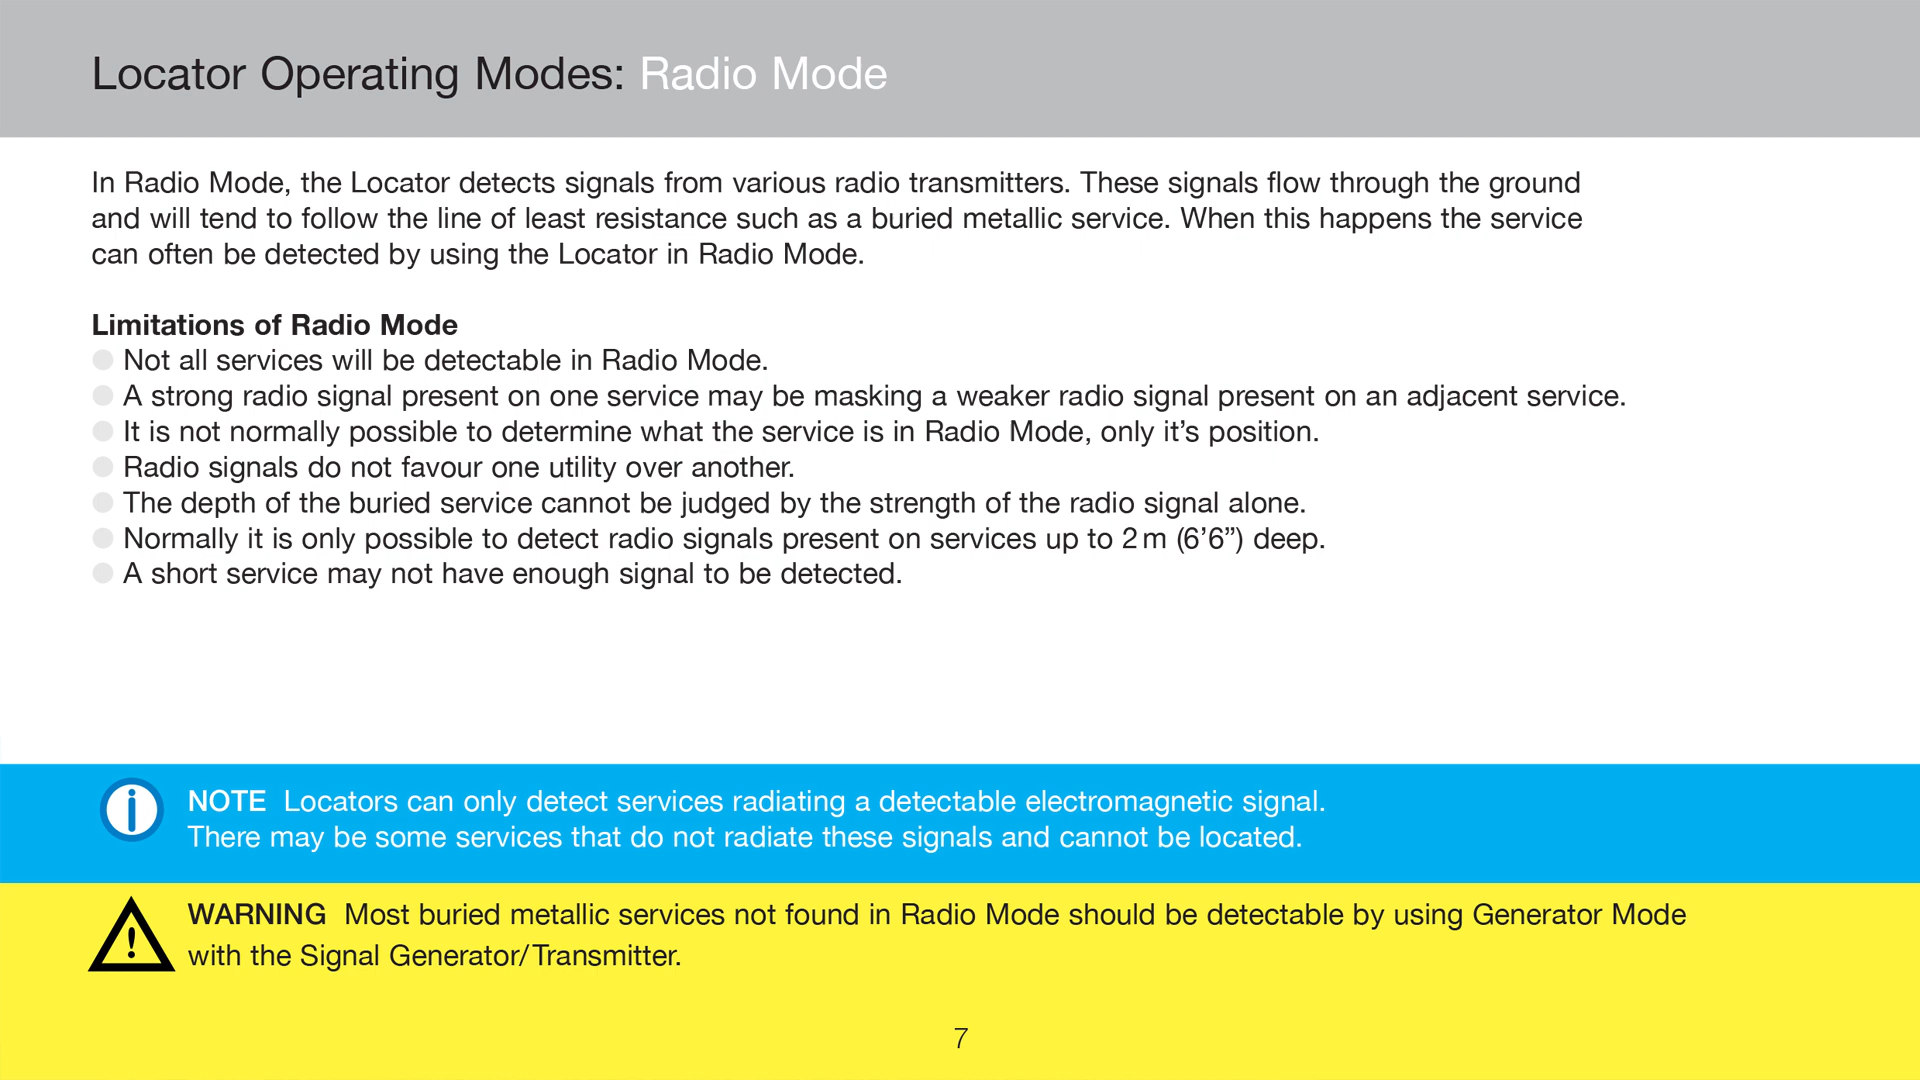 Locator Operating Modes: Radio Mode
In Radio Mode, the Locator detects signals from various radio transmitters. These signals flow through the ground
and will tend to follow the line of least resistance such as a buried metallic service. When this happens the service
can often be detected by using the Locator in Radio Mode.
Limitations of Radio Mode
Not all services will be detectable in Radio Mode.
A strong radio signal present on one service may be masking a weaker radio signal present on an adjacent service.
It is not normally possible to determine what the service is in Radio Mode, only it’s position.
Radio signals do not favour one utility over another.
The depth of the buried service cannot be judged by the strength of the radio signal alone.
Normally it is only possible to detect radio signals present on services up to 2 m (6’6”) deep.
A short service may not have enough signal to be detected.
NOTE Locators can only detect services radiating a detectable electromagnetic signal.
There may be some services that do not radiate these signals and cannot be located.
WARNING Most buried metallic services not found in Radio Mode should be detectable by using Generator Mode
with the Signal Generator/Transmitter.
7